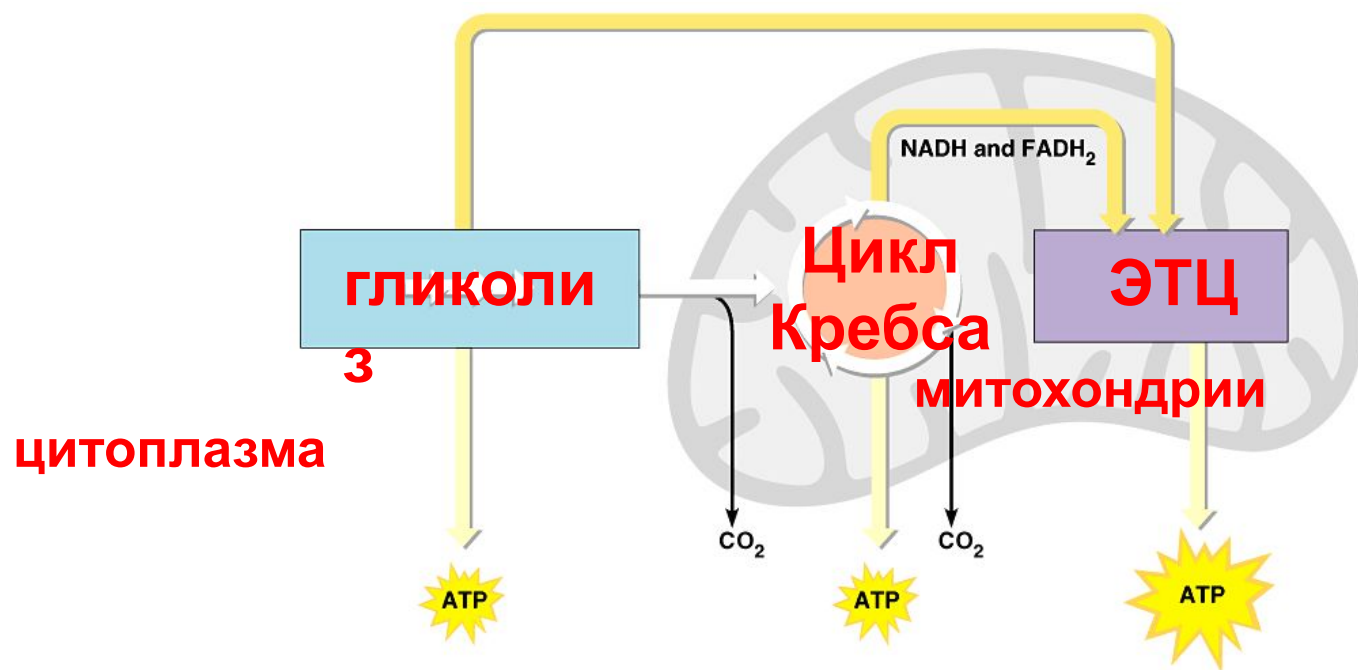 NADH and FADH₂
гликоли
з
Цикл
Кребса
ЭТЦ
митохондрии
цитоплазма
CO₂
CO₂
ATP
ATP
ATP